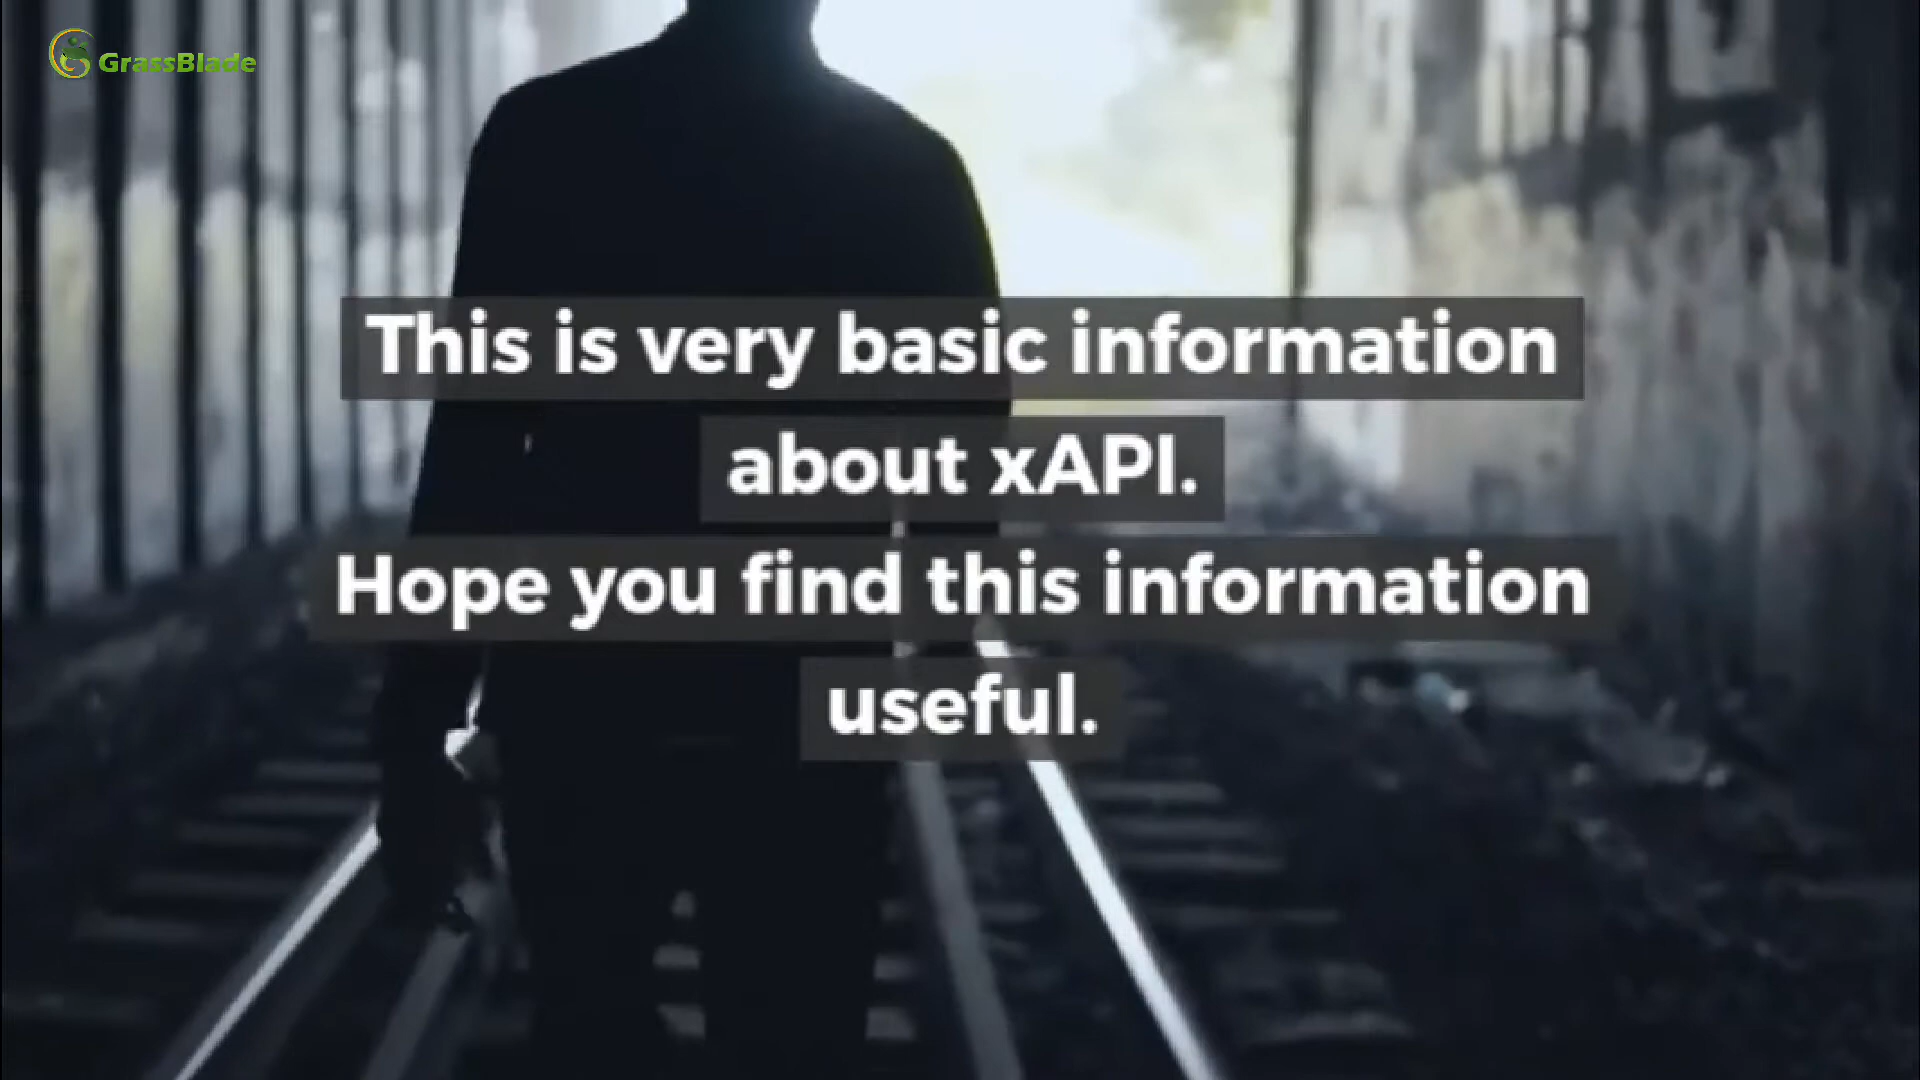 GrassBlade
This is very basic information
about xAPI.
Hope you find this information
useful.